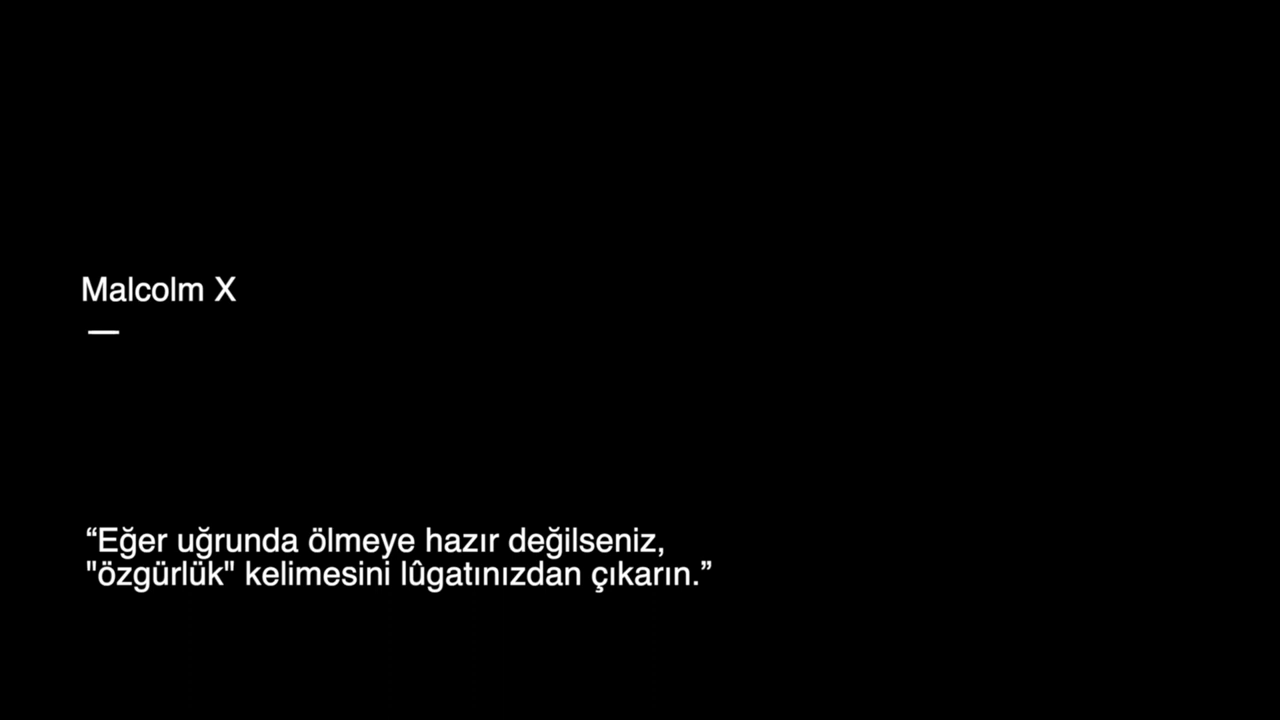 Malcolm X
—
“Eğer uğrunda ölmeye hazır değilseniz,
"özgürlük" kelimesini lûgatınızdan çıkarın.”